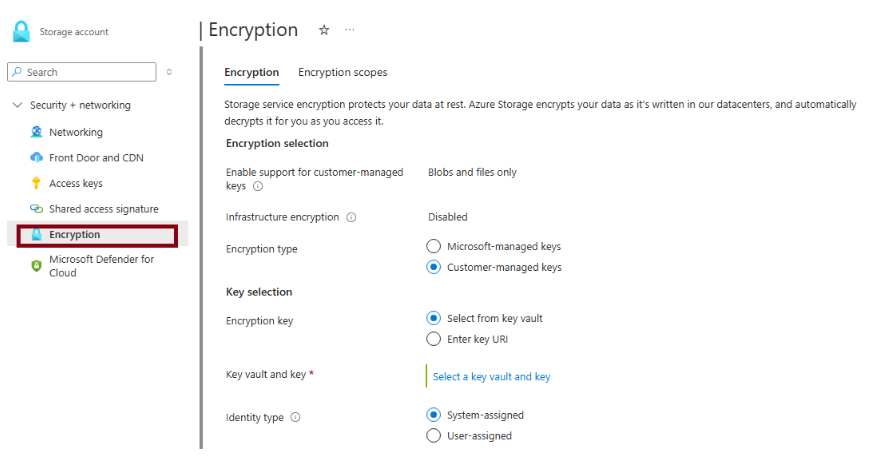 Storage account
Search
Security + networking
Networking
Front Door and CDN
Access keys
Shared access signature
Encryption
Microsoft Defender for
Cloud
| Encryption
Encryption Encryption scopes
Storage service encryption protects your data at rest. Azure Storage encrypts your data as it's written in our datacenters, and automatically
decrypts it for you as you access it.
Encryption selection
Enable support for customer-managed
keys
Blobs and files only
Infrastructure encryption Disabled
Encryption type
Microsoft-managed keys
Customer-managed keys
Key selection
Encryption key
Select from key vault
Enter key URI
Key vault and key * Select a key vault and key
Identity type
System-assigned
User-assigned